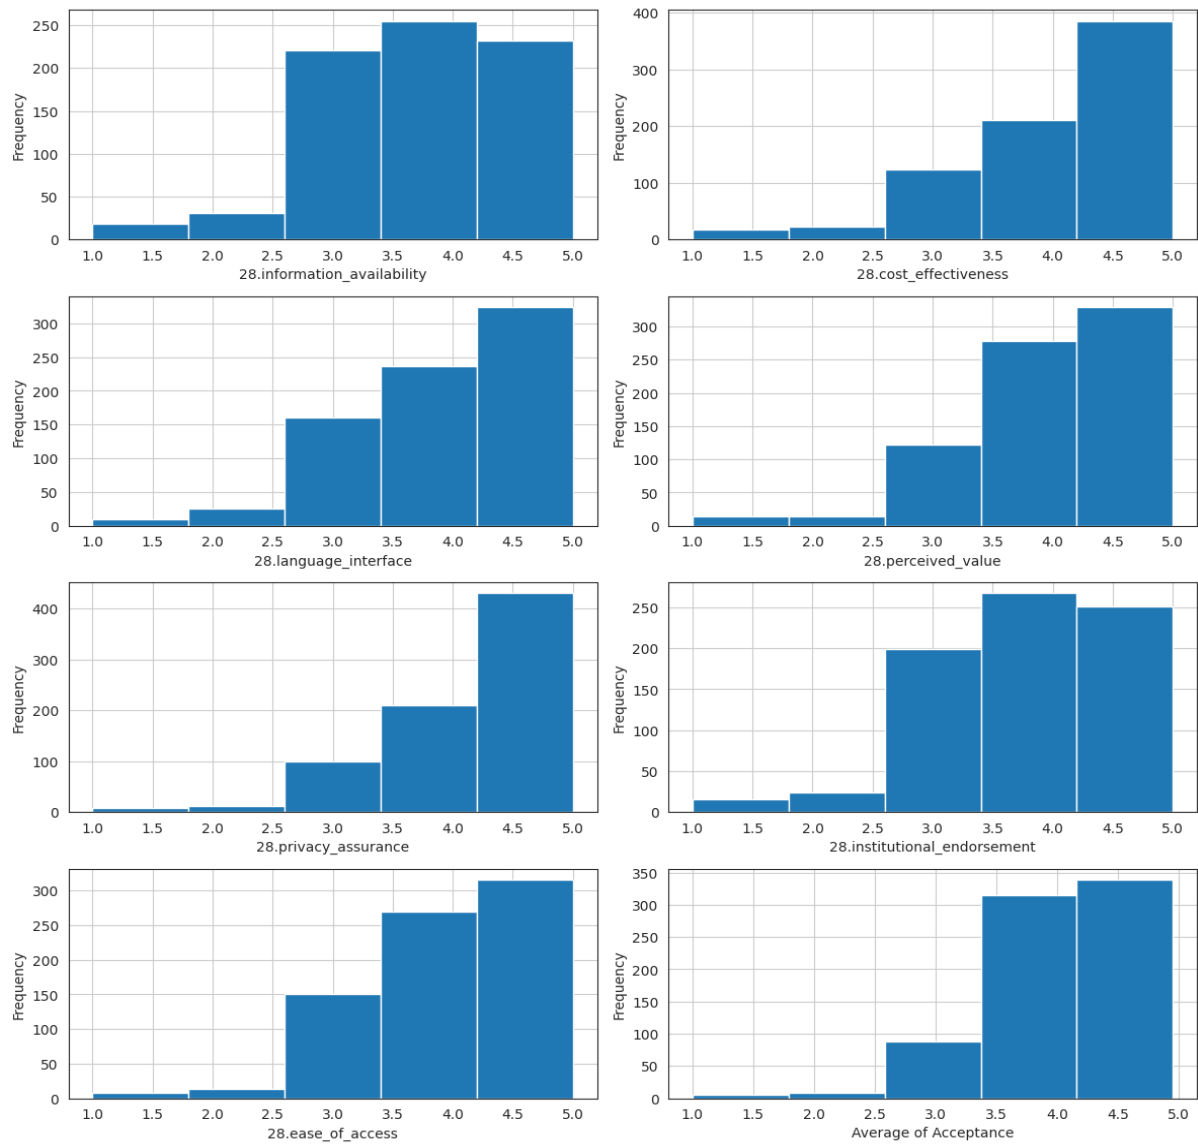 250
200
150
100
50
0
Frequency
1.0 1.5 2.0 2.5 3.0 3.5 4.0 4.5 5.0
28.information_availability
400
300
200
100
0
Frequency
1.0 1.5 2.0 2.5 3.0 3.5 4.0 4.5 5.0
28.cost_effectiveness
300
250
200
150
100
50
0
Frequency
1.0 1.5 2.0 2.5 3.0 3.5 4.0 4.5 5.0
28.language_interface
300
250
200
150
100
50
0
Frequency
1.0 1.5 2.0 2.5 3.0 3.5 4.0 4.5 5.0
28.perceived_value
400
300
200
100
0
Frequency
1.0 1.5 2.0 2.5 3.0 3.5 4.0 4.5 5.0
28.privacy_assurance
250
200
150
100
50
0
Frequency
1.0 1.5 2.0 2.5 3.0 3.5 4.0 4.5 5.0
28.institutional_endorsement
300
250
200
150
100
50
0
Frequency
1.0 1.5 2.0 2.5 3.0 3.5 4.0 4.5 5.0
28.ease_of_access
350
300
250
200
150
100
50
0
Frequency
1.0 1.5 2.0 2.5 3.0 3.5 4.0 4.5 5.0
Average of Acceptance